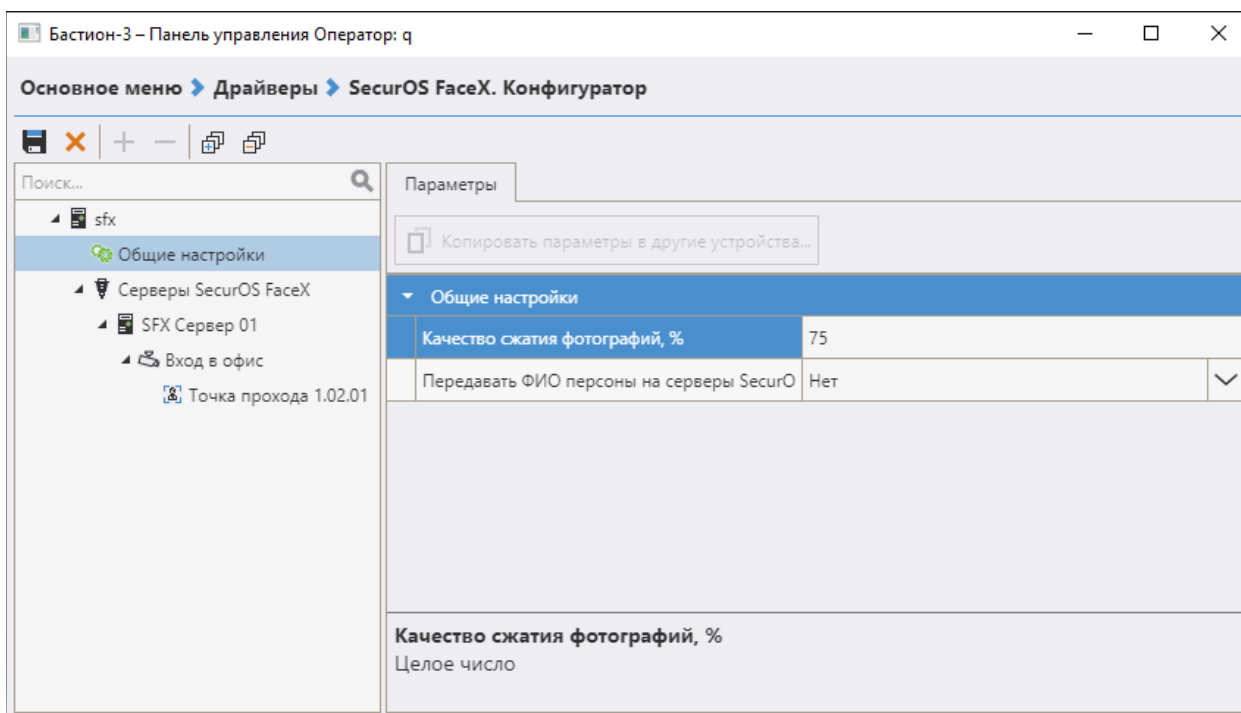 Бастион-3 – Панель управления Оператор: q
Основное меню Драйверы SecurOS FaceX. Конфигуратор
Поиск...
sfx
Общие настройки
Серверы SecurOS FaceX
SFX Сервер 01
Вход в офис
Точка прохода 1.02.01
Параметры
Копировать параметры в другие устройства...
Общие настройки
Качество сжатия фотографий, % 75
Передавать ФИО персоны на серверы SecurO Нет
Качество сжатия фотографий, %
Целое число